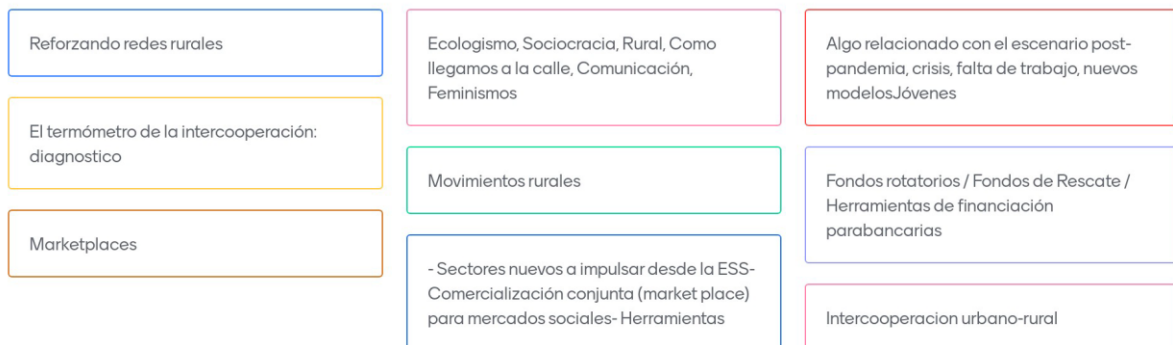 Reforzando redes rurales
El termómetro de la intercooperación:
diagnostico
Marketplaces
Ecologismo, Sociocracia, Rural, Como
llegamos a la calle, Comunicación,
Feminismos
Movimientos rurales
- Sectores nuevos a impulsar desde la ESS-
Comercialización conjunta (market place)
para mercados sociales- Herramientas
Algo relacionado con el escenario post-
pandemia, crisis, falta de trabajo, nuevos
modelosJóvenes
Fondos rotatorios / Fondos de Rescate /
Herramientas de financiación
parabancarias
Intercooperacion urbano-rural